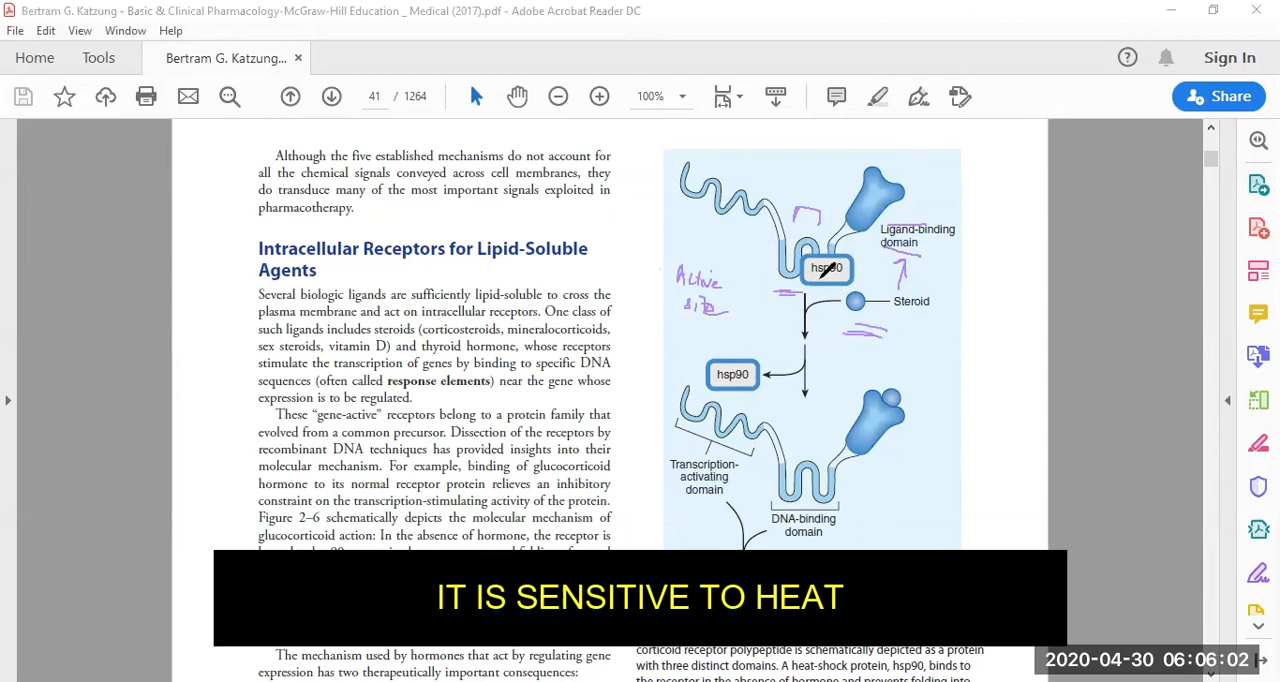 Bertram G. Katzung - Basic & Clinical Pharmacology-McGraw-Hill Education _ Medical (2017).pdf - Adobe Acrobat Reader DC
File Edit View Window Help
Home Tools Bertram G. Katzung... ×
Sign In
41 / 1264
100%
Share
Although the five established mechanisms do not account for
all the chemical signals conveyed across cell membranes, they
do transduce many of the most important signals exploited in
pharmacotherapy.
Intracellular Receptors for Lipid-Soluble
Agents
Several biologic ligands are sufficiently lipid-soluble to cross the
plasma membrane and act on intracellular receptors. One class of
such ligands includes steroids (corticosteroids, mineralocorticoids,
sex steroids, vitamin D) and thyroid hormone, whose receptors
stimulate the transcription of genes by binding to specific DNA
sequences (often called response elements) near the gene whose
expression is to be regulated.
These “gene-active” receptors belong to a protein family that
evolved from a common precursor. Dissection of the receptors by
recombinant DNA techniques has provided insights into their
molecular mechanism. For example, binding of glucocorticoid
hormone to its normal receptor protein relieves an inhibitory
constraint on the transcription-stimulating activity of the protein.
Figure 2–6 schematically depicts the molecular mechanism of
glucocorticoid action: In the absence of hormone, the receptor is
The mechanism used by hormones that act by regulating gene
expression has two therapeutically important consequences:
Ligand-binding
domain
hsp90
Active
site
Steroid
hsp90
Transcription-
activating
domain
DNA-binding
domain
IT IS SENSITIVE TO HEAT
corticoid receptor polypeptide is schematically depicted as a protein
with three distinct domains. A heat-shock protein, hsp90, binds to
the receptor in the absence of hormone and prevents folding into
2020-04-30 06:06:02